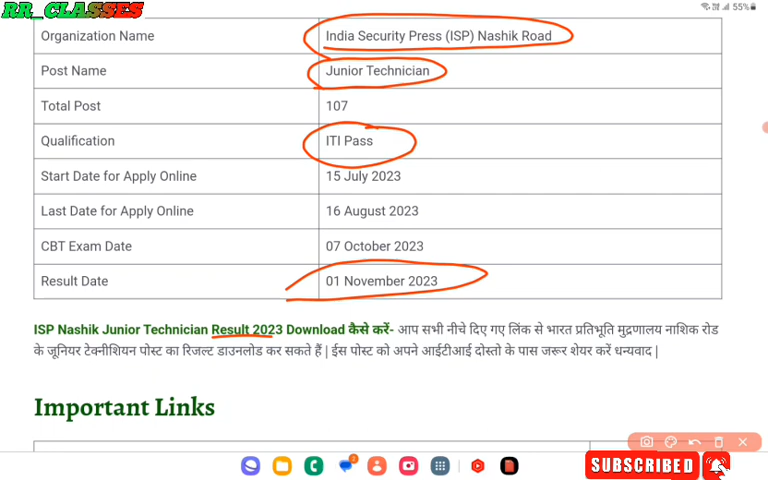 RR_CLASSES
55%
Organization Name India Security Press (ISP) Nashik Road
Post Name Junior Technician
Total Post 107
Qualification ITI Pass
Start Date for Apply Online 15 July 2023
Last Date for Apply Online 16 August 2023
CBT Exam Date 07 October 2023
Result Date 01 November 2023
ISP Nashik Junior Technician Result 2023 Download कैसे करें- आप सभी नीचे दिए गए लिंक से भारत प्रतिभूति मुद्रणालय नाशिक रोड
के जूनियर टेक्नीशियन पोस्ट का रिजल्ट डाउनलोड कर सकते हैं | ईस पोस्ट को अपने आईटीआई दोस्तो के पास जरूर शेयर करें धन्यवाद |
Important Links
SUBSCRIBED